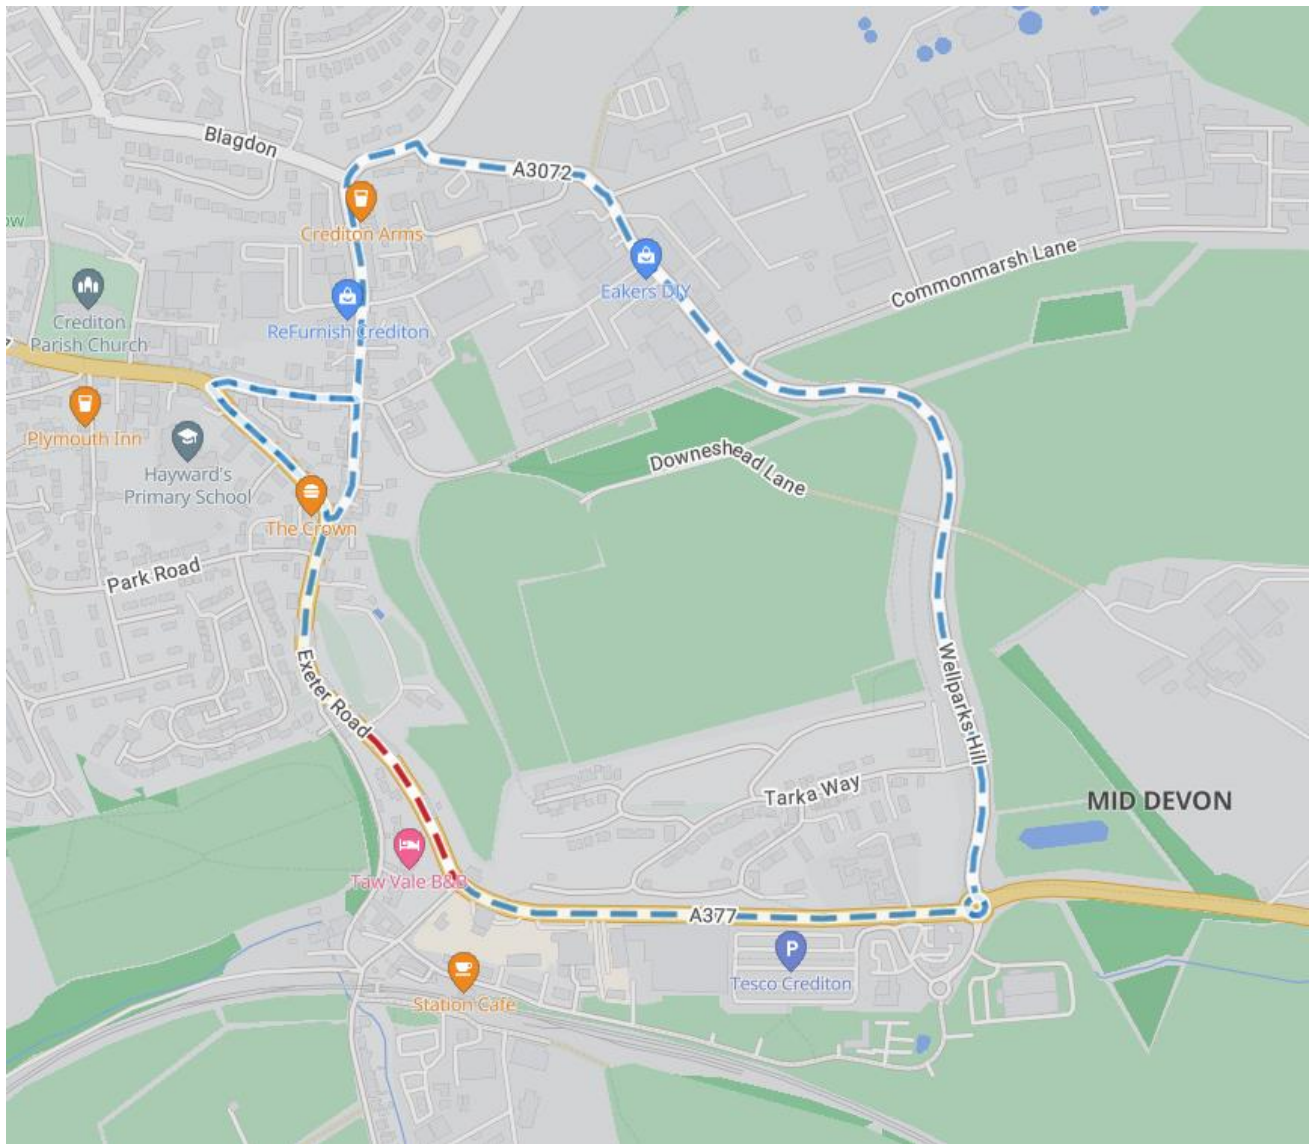 Blagdon
A3072
Crediton Arms
Commonmarsh Lane
Eakers DIY
Crediton
Parish Church
ReFurnish Crediton
Plymouth Inn
Downeshead Lane
Hayward's
Primary School
The Crown
Park Road
Exeter Road
Wellparks Hill
Tarka Way
MID DEVON
Taw Vale B&B
A377
P
Tesco Crediton
Station Cafe